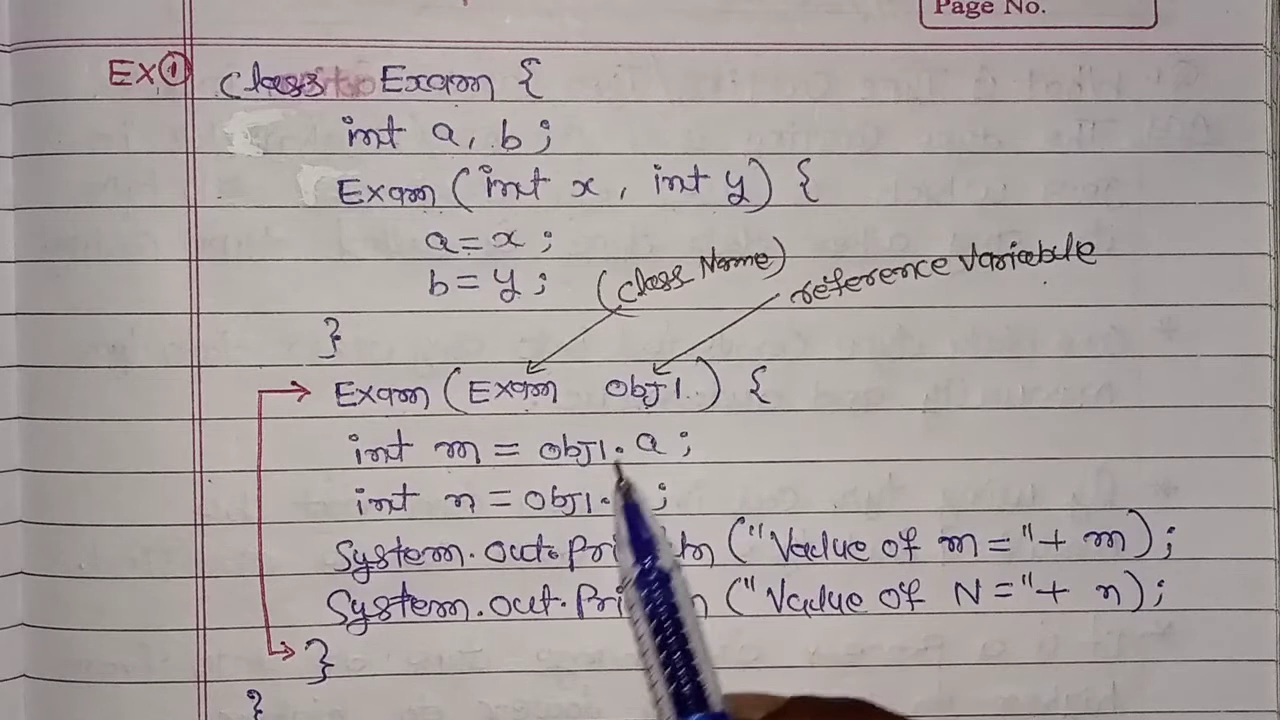 Page No.
Ex① class Exam {
int a, b;
Exam (int x, int y) {
a = x;
b = y;
(class Name)
reference variable
}
Exam (Exam obj1) {
int m = obj1.a;
int n = obj1. ;
System.out.Pri ln ("Value of m=" + m);
System.out.Pri n ("Value of N=" + n);
}
}